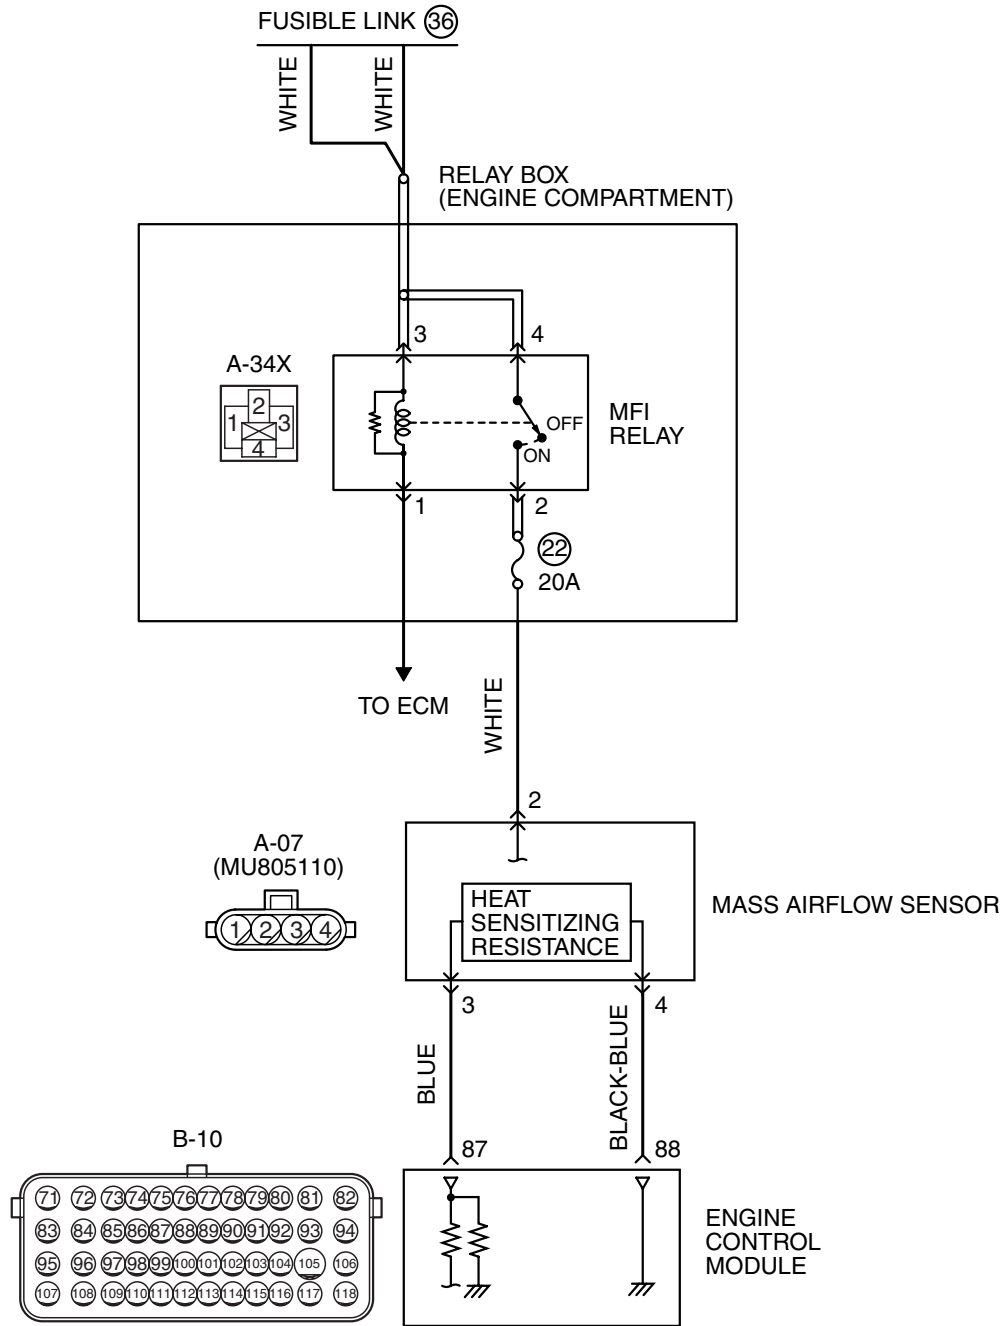 FUSIBLE LINK 36
WHITE
WHITE
RELAY BOX
(ENGINE COMPARTMENT)
3
4
A-34X
2
1
3
4
OFF
ON
MFI
RELAY
1
2
22
20A
TO ECM
WHITE
2
A-07
(MU805110)
1 2 3 4
HEAT
SENSITIZING
RESISTANCE
MASS AIRFLOW SENSOR
3
4
BLUE
BLACK-BLUE
B-10
87
88
71 72 73 74 75 76 77 78 79 80 81 82
83 84 85 86 87 88 89 90 91 92 93 94
95 96 97 98 99 100 101 102 103 104 105 106
107 108 109 110 111 112 113 114 115 116 117 118
ENGINE
CONTROL
MODULE